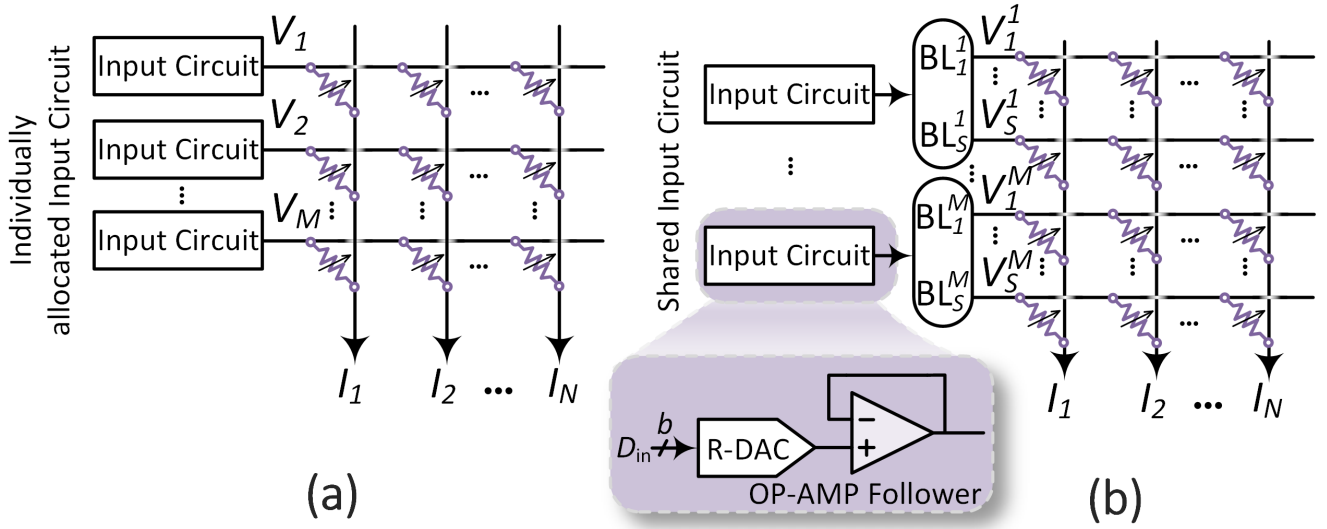 Individually
allocated Input Circuit
Input Circuit
V1
Input Circuit
V2
...
Input Circuit
VM
...
I1 I2 ... IN
(a)
Shared Input Circuit
Input Circuit
BL11
BLS1
V11
VS1
...
Input Circuit
BL1M
BLSM
V1M
VSM
...
I1 I2 ... IN
Din
b
R-DAC
−
+
OP-AMP Follower
(b)